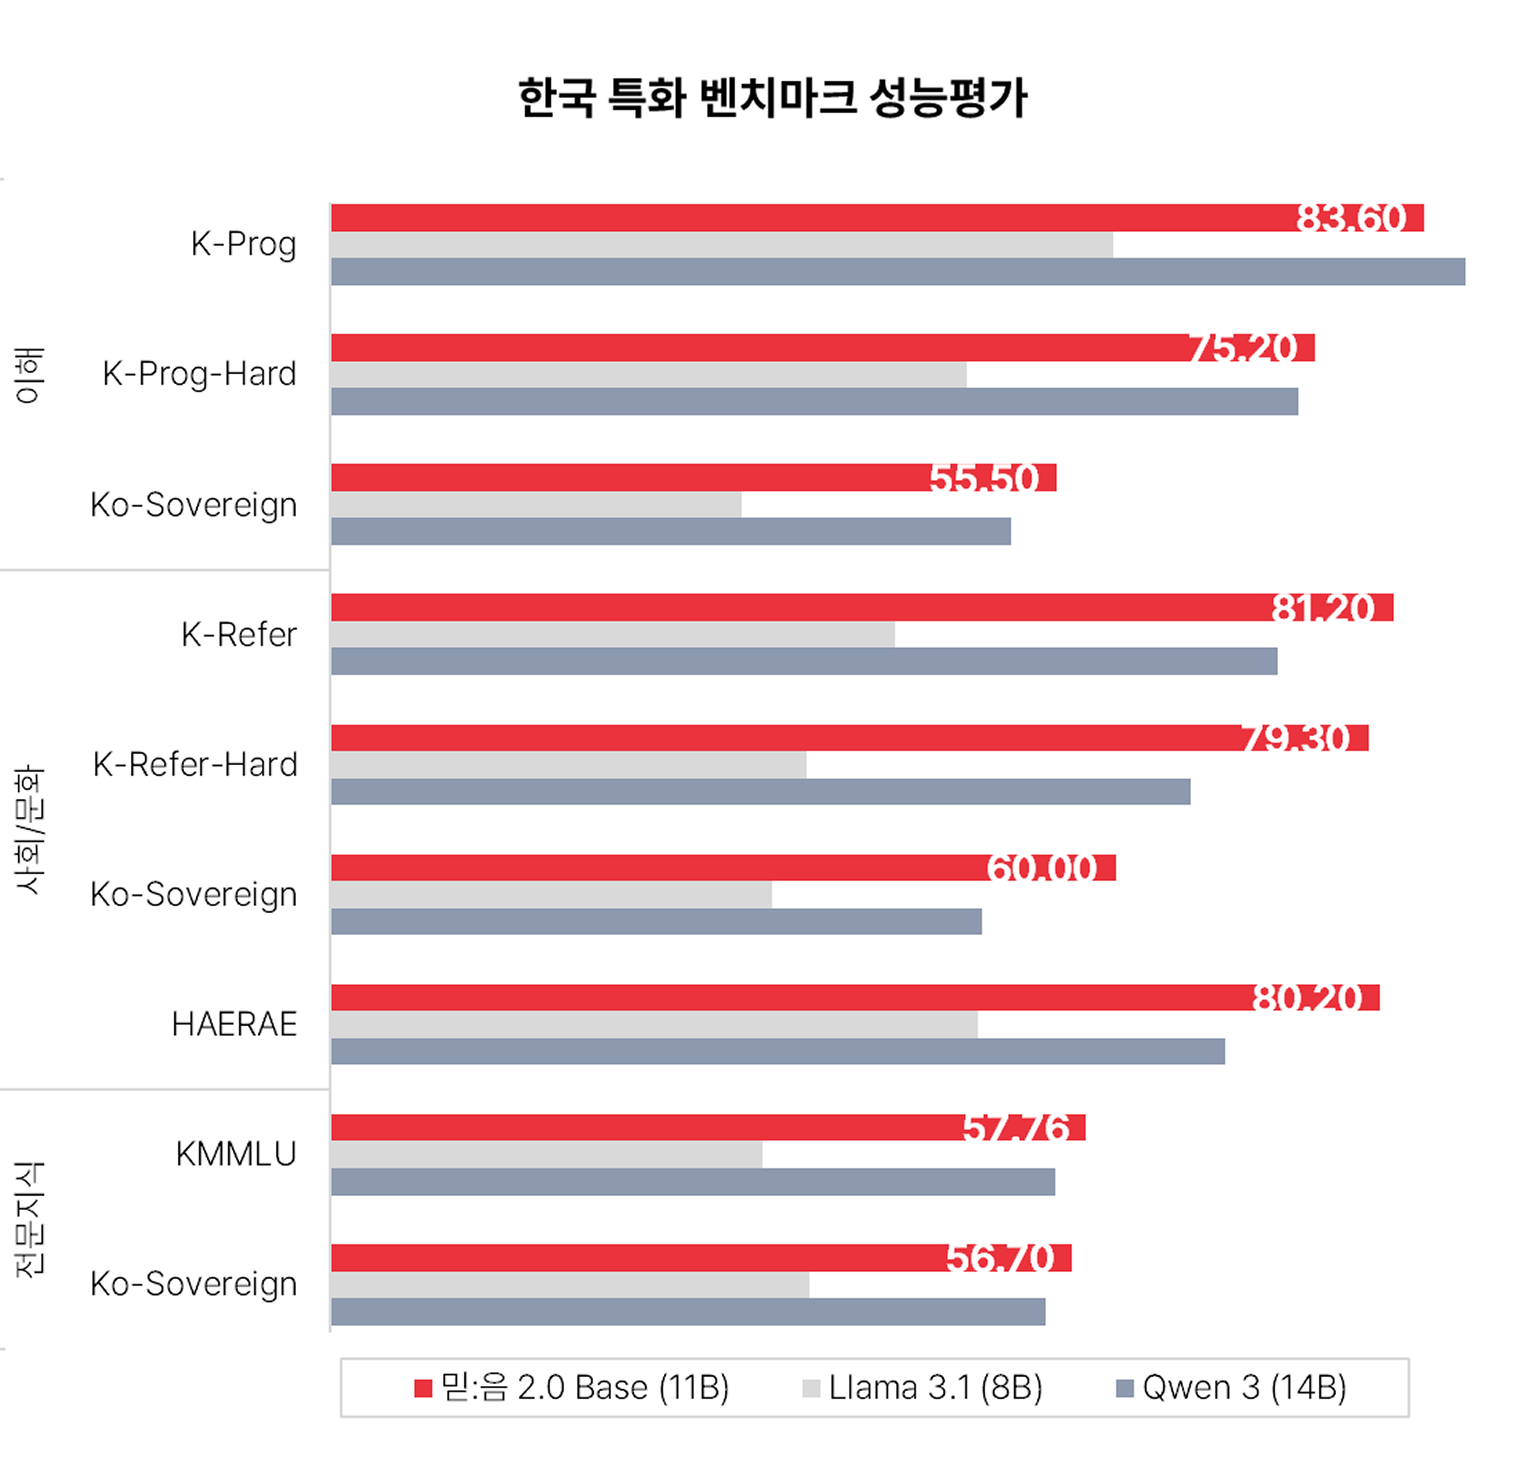 한국 특화 벤치마크 성능평가
이해
K-Prog
83.60
K-Prog-Hard
75.20
Ko-Sovereign
55.50
사회/문화
K-Refer
81.20
K-Refer-Hard
79.30
Ko-Sovereign
60.00
HAERAE
80.20
전문지식
KMMLU
57.76
Ko-Sovereign
56.70
믿:음 2.0 Base (11B) Llama 3.1 (8B) Qwen 3 (14B)